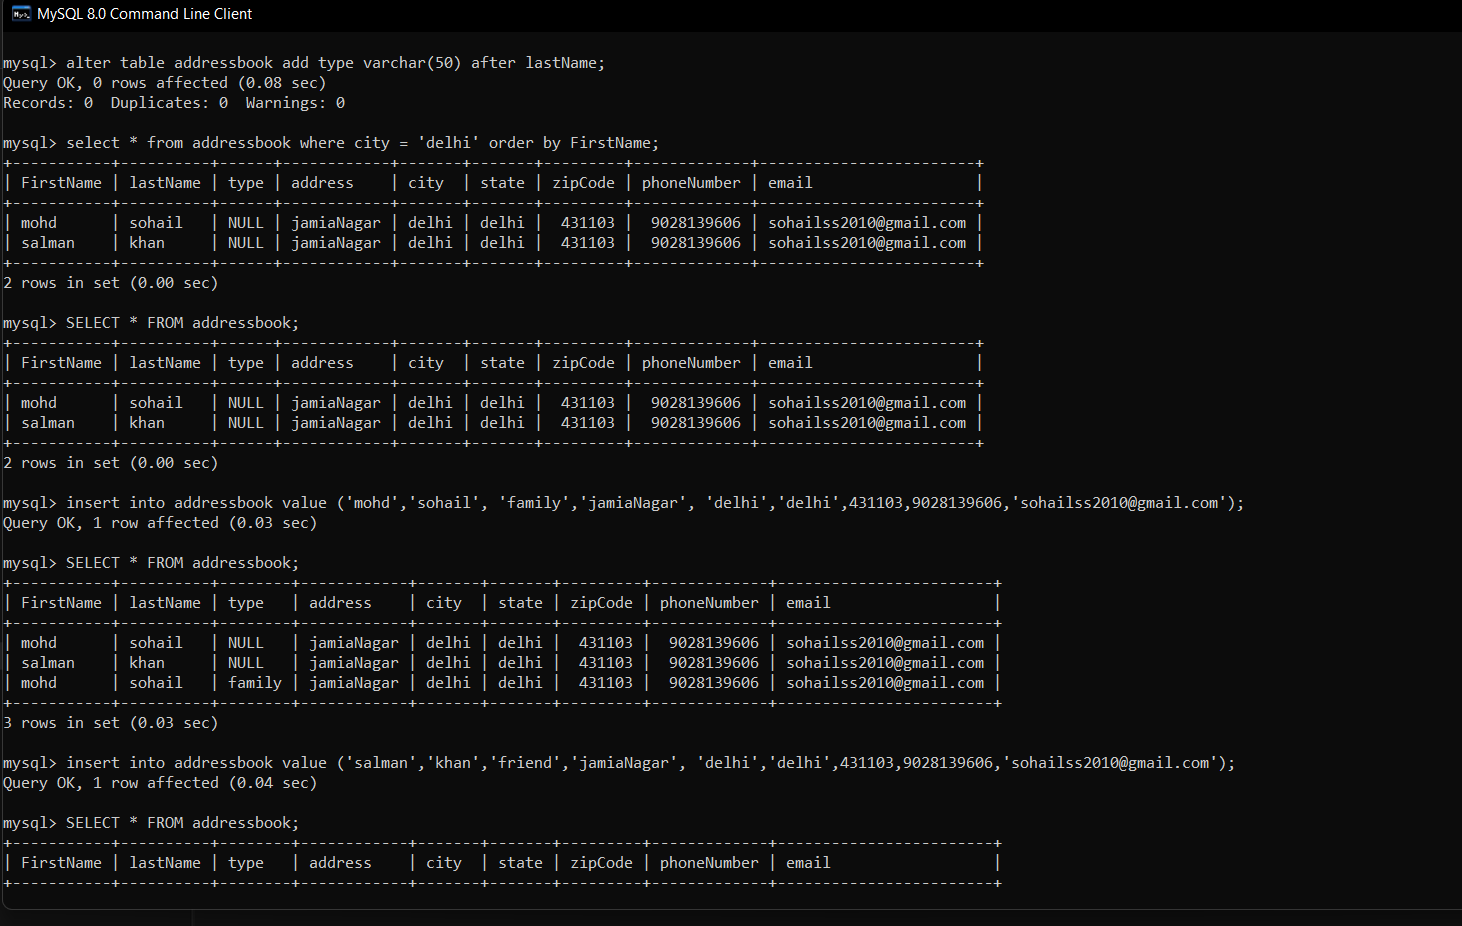 MySQL 8.0 Command Line Client
mysql> alter table addressbook add type varchar(50) after lastName;
Query OK, 0 rows affected (0.08 sec)
Records: 0  Duplicates: 0  Warnings: 0
mysql> select * from addressbook where city = 'delhi' order by FirstName;
+-----------+----------+------+------------+-------+-------+---------+-------------+------------------------+
| FirstName | lastName | type | address    | city  | state | zipCode | phoneNumber | email                  |
+-----------+----------+------+------------+-------+-------+---------+-------------+------------------------+
| mohd      | sohail   | NULL | jamiaNagar | delhi | delhi |  431103 |  9028139606 | sohailss2010@gmail.com |
| salman    | khan     | NULL | jamiaNagar | delhi | delhi |  431103 |  9028139606 | sohailss2010@gmail.com |
+-----------+----------+------+------------+-------+-------+---------+-------------+------------------------+
2 rows in set (0.00 sec)
mysql> SELECT * FROM addressbook;
+-----------+----------+------+------------+-------+-------+---------+-------------+------------------------+
| FirstName | lastName | type | address    | city  | state | zipCode | phoneNumber | email                  |
+-----------+----------+------+------------+-------+-------+---------+-------------+------------------------+
| mohd      | sohail   | NULL | jamiaNagar | delhi | delhi |  431103 |  9028139606 | sohailss2010@gmail.com |
| salman    | khan     | NULL | jamiaNagar | delhi | delhi |  431103 |  9028139606 | sohailss2010@gmail.com |
+-----------+----------+------+------------+-------+-------+---------+-------------+------------------------+
2 rows in set (0.00 sec)
mysql> insert into addressbook value ('mohd','sohail', 'family','jamiaNagar', 'delhi','delhi',431103,9028139606,'sohailss2010@gmail.com');
Query OK, 1 row affected (0.03 sec)
mysql> SELECT * FROM addressbook;
+-----------+----------+--------+------------+-------+-------+---------+-------------+------------------------+
| FirstName | lastName | type   | address    | city  | state | zipCode | phoneNumber | email                  |
+-----------+----------+--------+------------+-------+-------+---------+-------------+------------------------+
| mohd      | sohail   | NULL   | jamiaNagar | delhi | delhi |  431103 |  9028139606 | sohailss2010@gmail.com |
| salman    | khan     | NULL   | jamiaNagar | delhi | delhi |  431103 |  9028139606 | sohailss2010@gmail.com |
| mohd      | sohail   | family | jamiaNagar | delhi | delhi |  431103 |  9028139606 | sohailss2010@gmail.com |
+-----------+----------+--------+------------+-------+-------+---------+-------------+------------------------+
3 rows in set (0.03 sec)
mysql> insert into addressbook value ('salman','khan','friend','jamiaNagar', 'delhi','delhi',431103,9028139606,'sohailss2010@gmail.com');
Query OK, 1 row affected (0.04 sec)
mysql> SELECT * FROM addressbook;
+-----------+----------+--------+------------+-------+-------+---------+-------------+------------------------+
| FirstName | lastName | type   | address    | city  | state | zipCode | phoneNumber | email                  |
+-----------+----------+--------+------------+-------+-------+---------+-------------+------------------------+